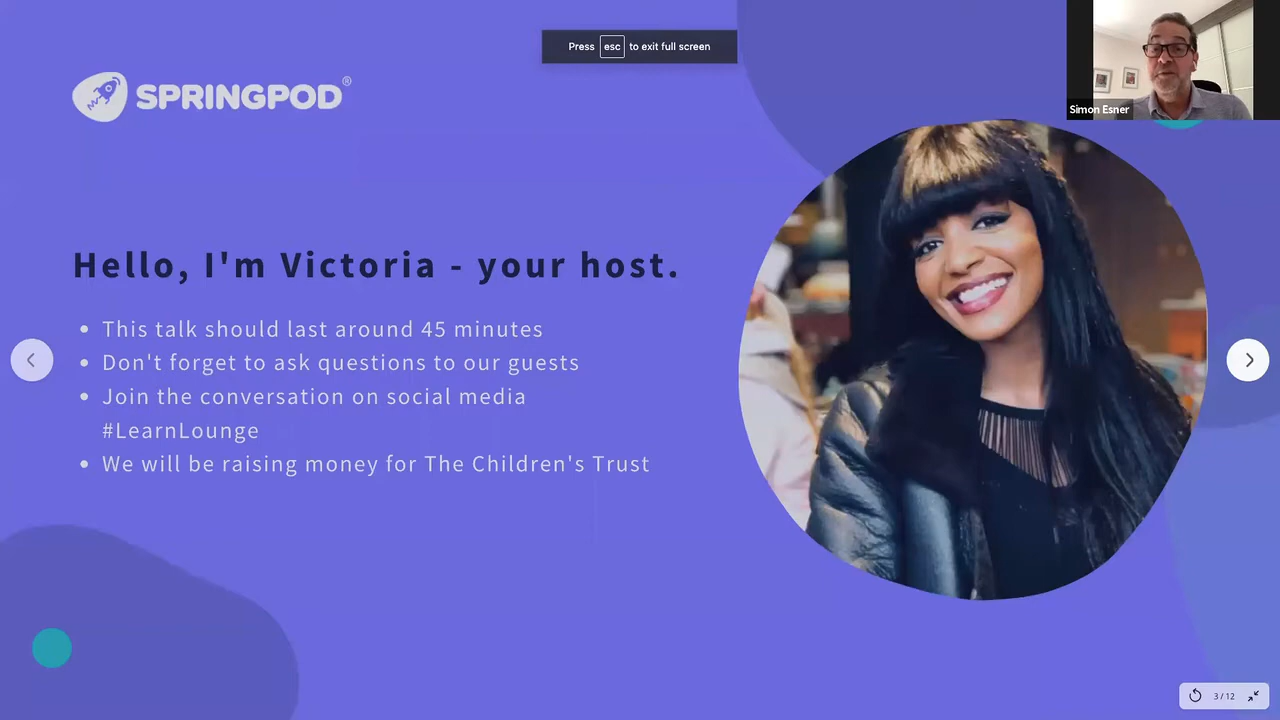 Press esc to exit full screen
SPRINGPOD®
Simon Esner
Hello, I'm Victoria - your host.
• This talk should last around 45 minutes
• Don't forget to ask questions to our guests
• Join the conversation on social media
#LearnLounge
• We will be raising money for The Children's Trust
3 / 12